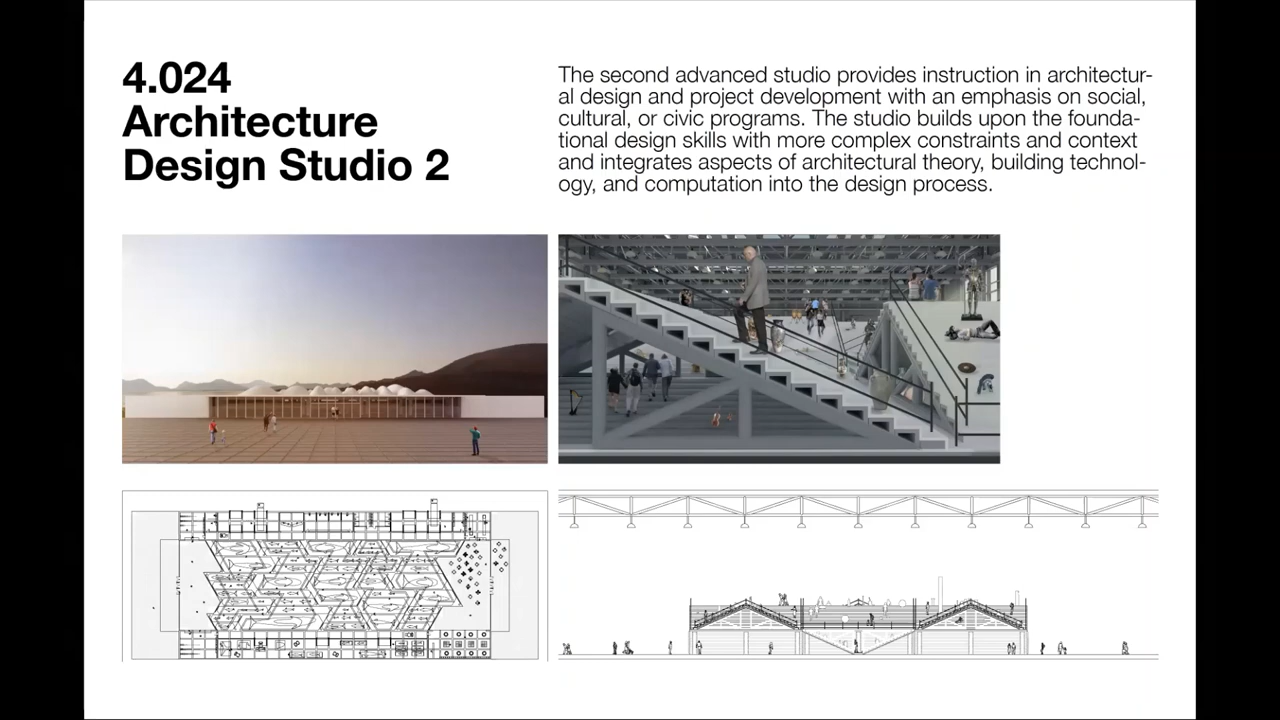 4.024
Architecture
Design Studio 2
The second advanced studio provides instruction in architectur-
al design and project development with an emphasis on social,
cultural, or civic programs. The studio builds upon the founda-
tional design skills with more complex constraints and context
and integrates aspects of architectural theory, building technol-
ogy, and computation into the design process.